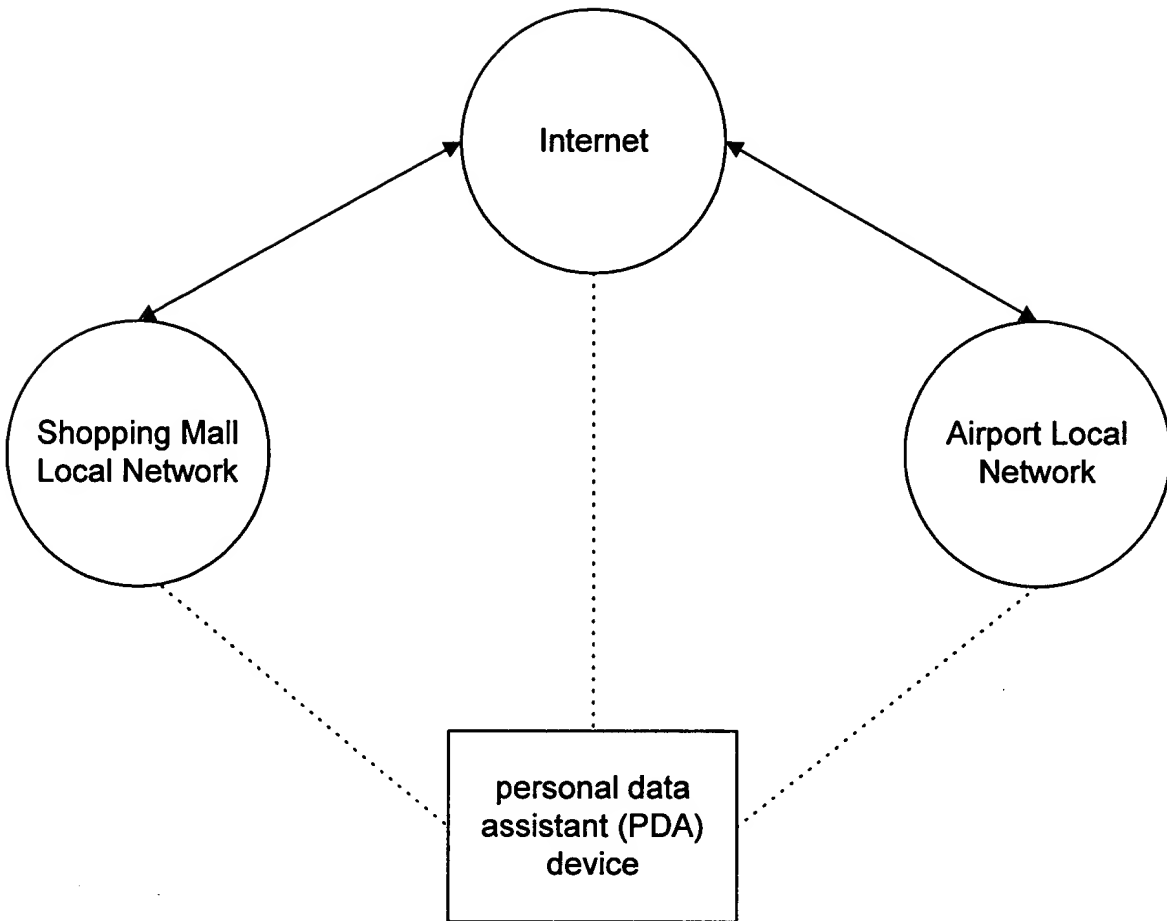 Internet
Shopping Mall
Local Network
Airport Local
Network
personal data
assistant (PDA)
device